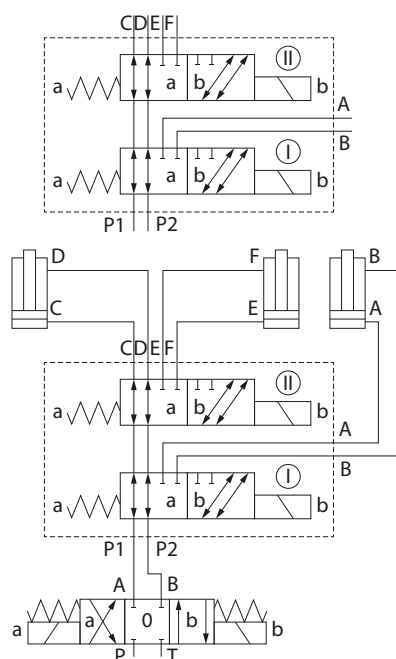 CDEF
a a b II b
A
B
a a b I b
P1 P2
D F B
C E A
CDEF
a a b II b
A
B
a a b I b
P1 P2
A B
a a 0 b b
P T